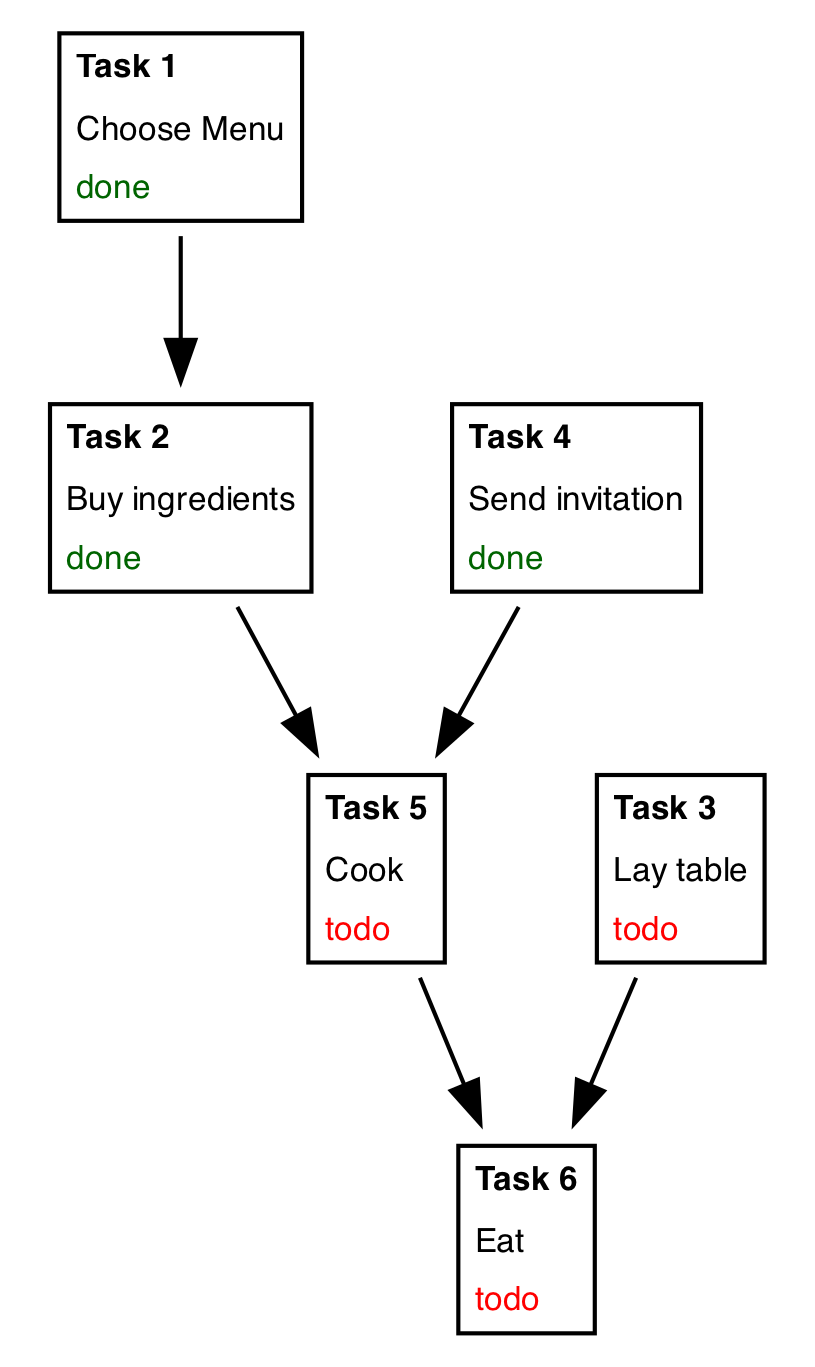 Task 1
Choose Menu
done
Task 2
Buy ingredients
done
Task 4
Send invitation
done
Task 5
Cook
todo
Task 3
Lay table
todo
Task 6
Eat
todo